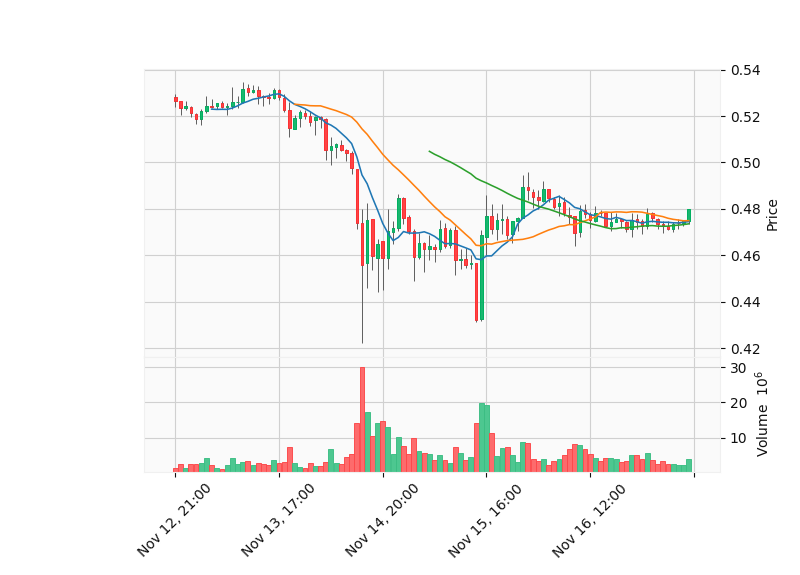 0.54
0.52
0.50
0.48
0.46
0.44
0.42
Price
30
20
10
Volume 10^6
Nov 12, 21:00
Nov 13, 17:00
Nov 14, 20:00
Nov 15, 16:00
Nov 16, 12:00